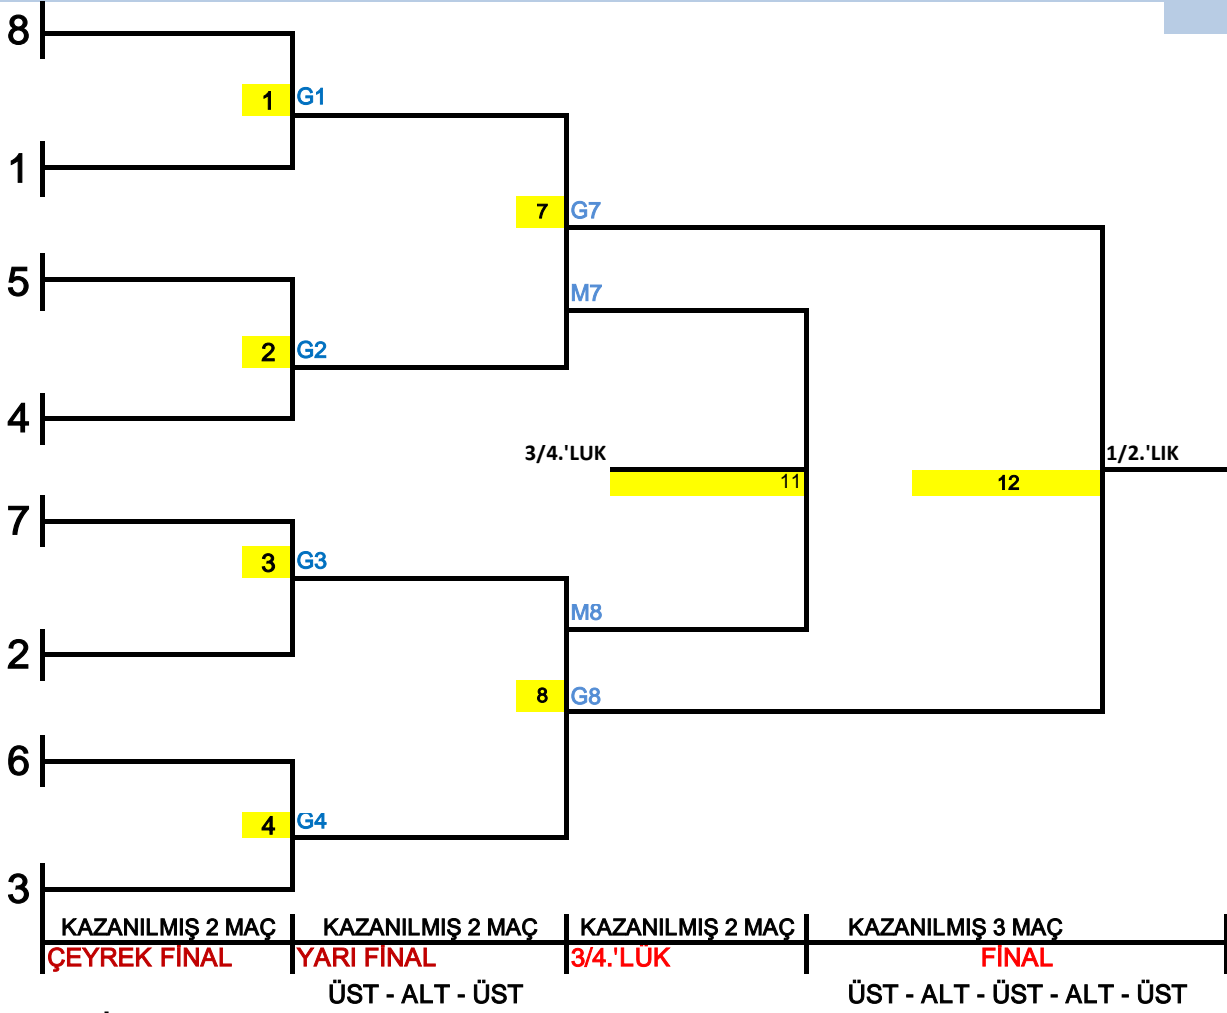 8
1 G1
1
7 G7
5
M7
2 G2
4
3/4.'LUK
1/2.'LIK
11
12
7
3 G3
M8
2
8 G8
6
4 G4
3
KAZANILMIŞ 2 MAÇ KAZANILMIŞ 2 MAÇ KAZANILMIŞ 2 MAÇ KAZANILMIŞ 3 MAÇ
ÇEYREK FİNAL YARI FİNAL 3/4.'LÜK FİNAL
ÜST - ALT - ÜST ÜST - ALT - ÜST - ALT - ÜST